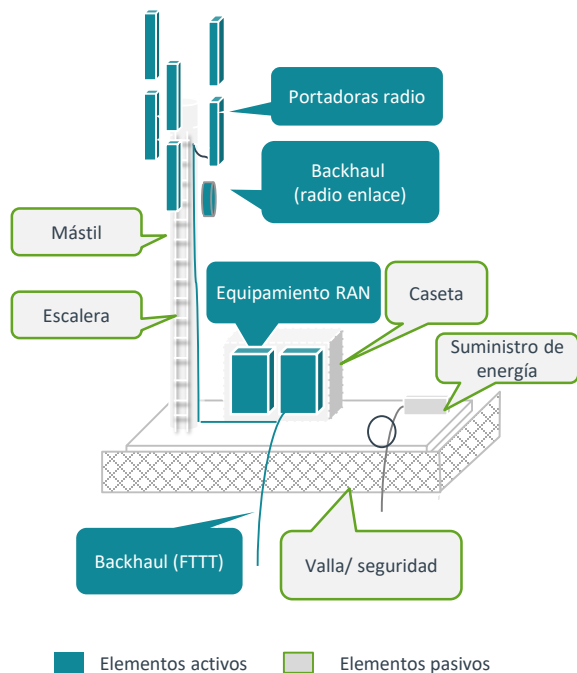 Portadoras radio
Backhaul
(radio enlace)
Mástil
Equipamiento RAN
Caseta
Escalera
Suministro de
energía
Backhaul (FTTT)
Valla/ seguridad
Elementos activos
Elementos pasivos